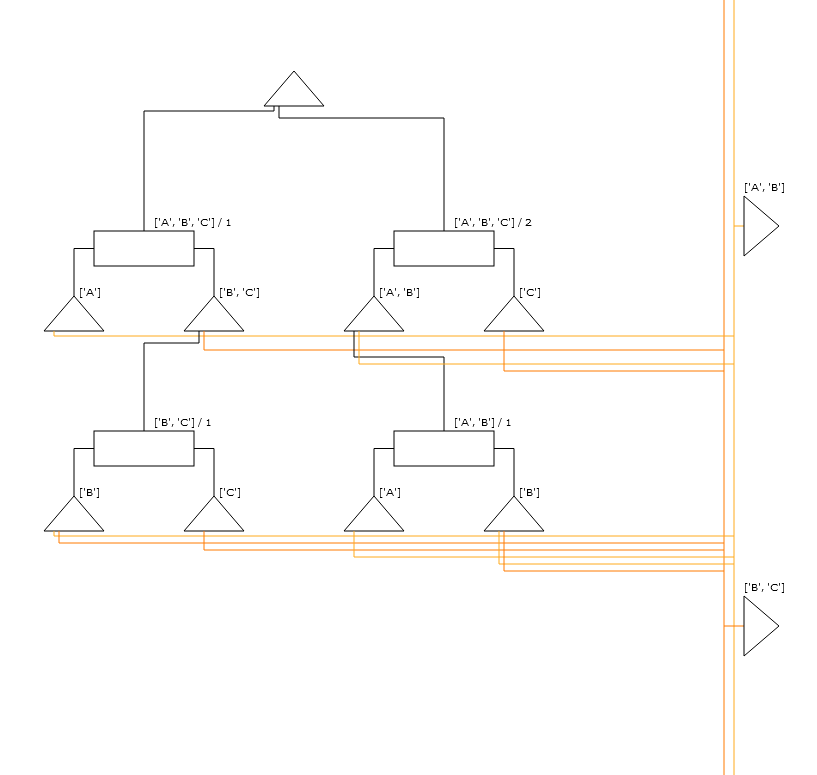 ['A', 'B']
['A', 'B', 'C'] / 1
['A', 'B', 'C'] / 2
['A']
['B', 'C']
['A', 'B']
['C']
['B', 'C'] / 1
['A', 'B'] / 1
['B']
['C']
['A']
['B']
['B', 'C']